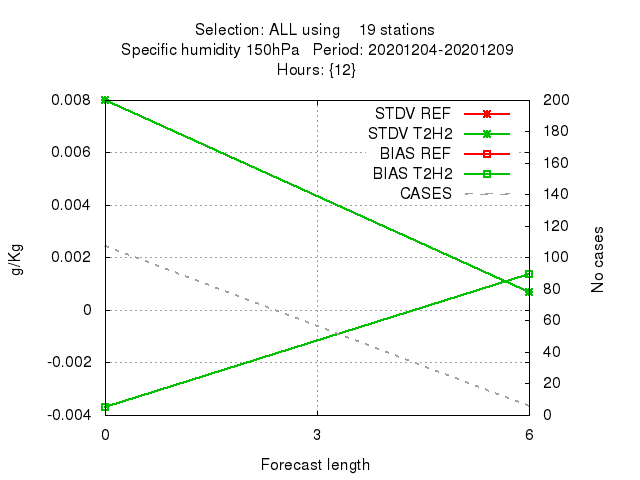 Selection: ALL using    19 stations
Specific humidity 150hPa   Period: 20201204-20201209
Hours: {12}
STDV REF
STDV T2H2
BIAS REF
BIAS T2H2
CASES
0.008
0.006
0.004
0.002
0
-0.002
-0.004
g/Kg
200
180
160
140
120
100
80
60
40
20
0
No cases
0
3
6
Forecast length